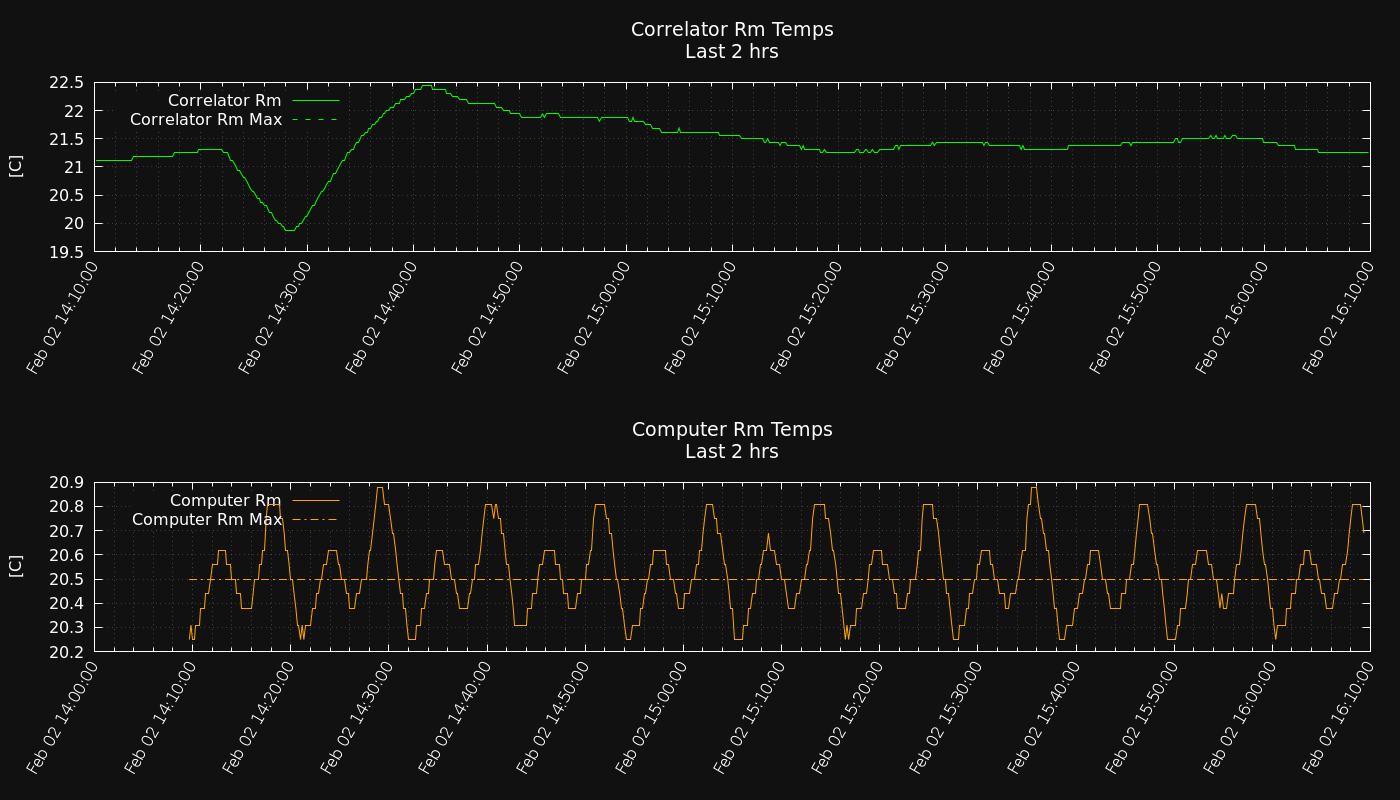 Correlator Rm Temps
Last 2 hrs
Correlator Rm
Correlator Rm Max
[C]
22.5
22
21.5
21
20.5
20
19.5
Feb 02 14:10:00
Feb 02 14:20:00
Feb 02 14:30:00
Feb 02 14:40:00
Feb 02 14:50:00
Feb 02 15:00:00
Feb 02 15:10:00
Feb 02 15:20:00
Feb 02 15:30:00
Feb 02 15:40:00
Feb 02 15:50:00
Feb 02 16:00:00
Feb 02 16:10:00
Computer Rm Temps
Last 2 hrs
Computer Rm
Computer Rm Max
[C]
20.9
20.8
20.7
20.6
20.5
20.4
20.3
20.2
Feb 02 14:00:00
Feb 02 14:10:00
Feb 02 14:20:00
Feb 02 14:30:00
Feb 02 14:40:00
Feb 02 14:50:00
Feb 02 15:00:00
Feb 02 15:10:00
Feb 02 15:20:00
Feb 02 15:30:00
Feb 02 15:40:00
Feb 02 15:50:00
Feb 02 16:00:00
Feb 02 16:10:00